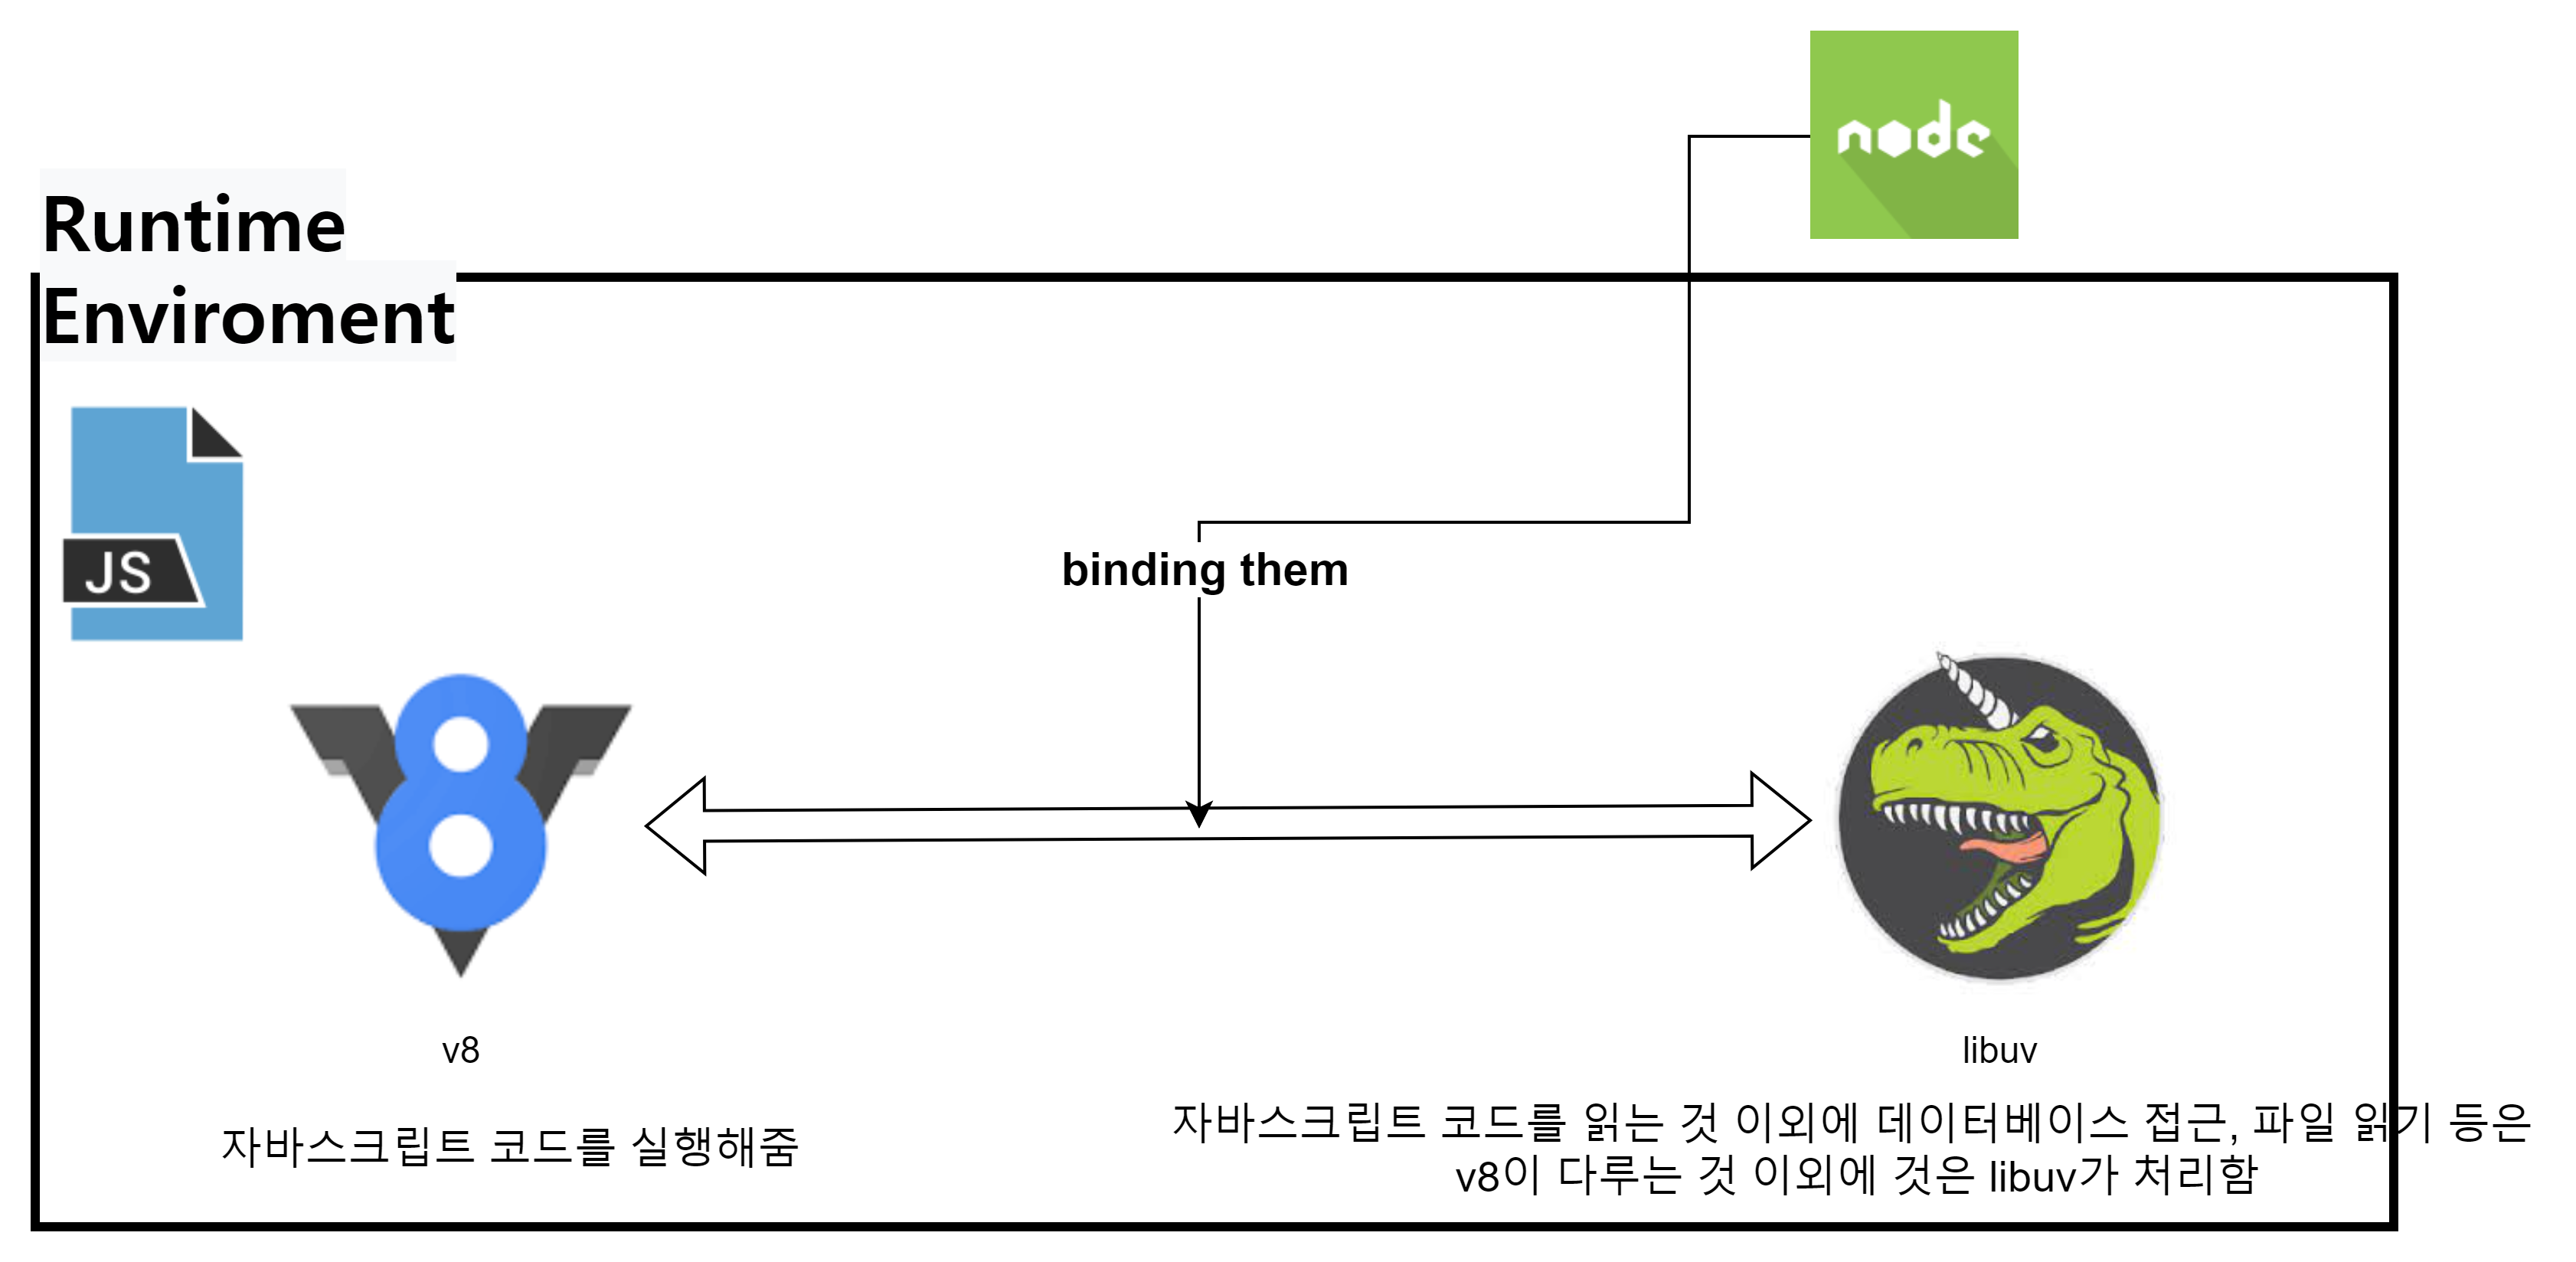 node
Runtime
Enviroment
JS
binding them
8
v8
libuv
자바스크립트 코드를 실행해줌
자바스크립트 코드를 읽는 것 이외에 데이터베이스 접근, 파일 읽기 등은
v8이 다루는 것 이외에 것은 libuv가 처리함